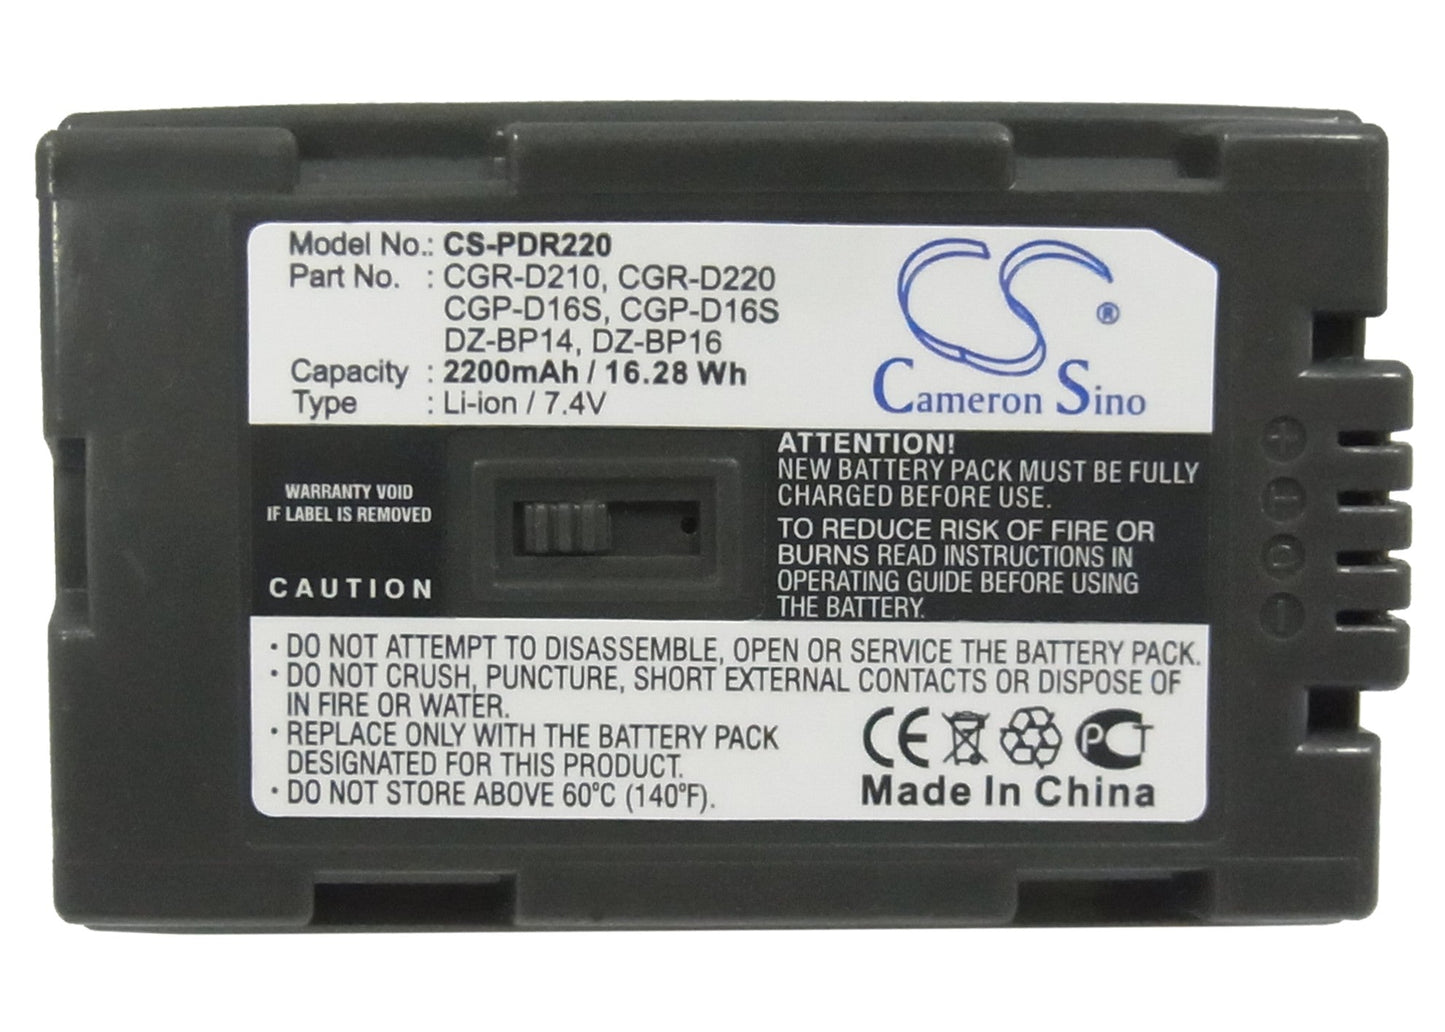 Model No.: CS-PDR220
Part No. : CGR-D210, CGR-D220
CGP-D16S, CGP-D16S
DZ-BP14, DZ-BP16
Capacity : 2200mAh / 16.28 Wh
Type : Li-ion / 7.4V
CS ®
Cameron Sino
WARRANTY VOID
IF LABEL IS REMOVED
CAUTION
ATTENTION!
NEW BATTERY PACK MUST BE FULLY
CHARGED BEFORE USE.
TO REDUCE RISK OF FIRE OR
BURNS READ INSTRUCTIONS IN
OPERATING GUIDE BEFORE USING
THE BATTERY.
+
T
D
-
· DO NOT ATTEMPT TO DISASSEMBLE, OPEN OR SERVICE THE BATTERY PACK.
· DO NOT CRUSH, PUNCTURE, SHORT EXTERNAL CONTACTS OR DISPOSE OF
IN FIRE OR WATER.
· REPLACE ONLY WITH THE BATTERY PACK
DESIGNATED FOR THIS PRODUCT.
· DO NOT STORE ABOVE 60°C (140°F).
CE PCT
Made In China